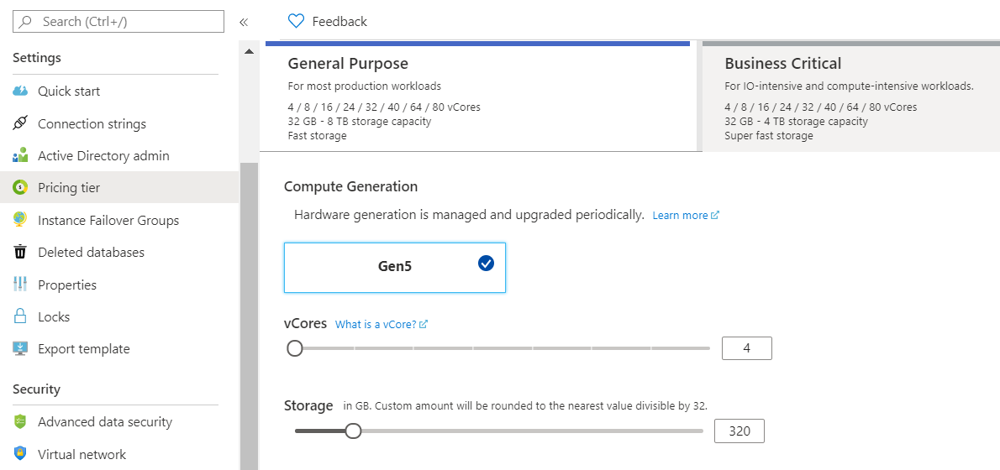 Search (Ctrl+/)
«
Feedback
Settings
Quick start
Connection strings
Active Directory admin
Pricing tier
Instance Failover Groups
Deleted databases
Properties
Locks
Export template
Security
Advanced data security
Virtual network
General Purpose
For most production workloads
4 / 8 / 16 / 24 / 32 / 40 / 64 / 80 vCores
32 GB - 8 TB storage capacity
Fast storage
Business Critical
For IO-intensive and compute-intensive workloads.
4 / 8 / 16 / 24 / 32 / 40 / 64 / 80 vCores
32 GB - 4 TB storage capacity
Super fast storage
Compute Generation
Hardware generation is managed and upgraded periodically. Learn more
Gen5
vCores What is a vCore?
4
Storage in GB. Custom amount will be rounded to the nearest value divisible by 32.
320